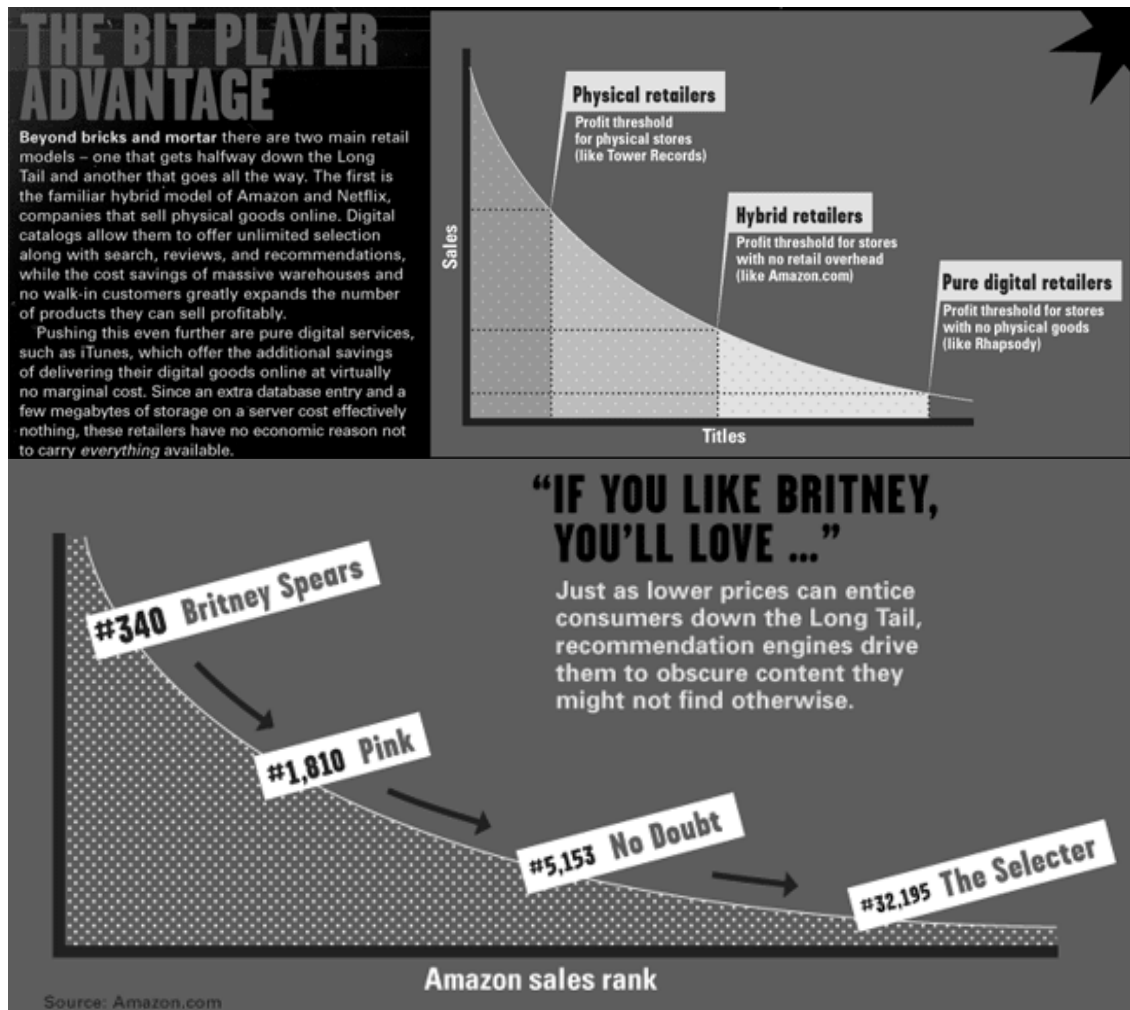 THE BIT PLAYER
ADVANTAGE
Beyond bricks and mortar there are two main retail
models – one that gets halfway down the Long
Tail and another that goes all the way. The first is
the familiar hybrid model of Amazon and Netflix,
companies that sell physical goods online. Digital
catalogs allow them to offer unlimited selection
along with search, reviews, and recommendations,
while the cost savings of massive warehouses and
no walk-in customers greatly expands the number
of products they can sell profitably.
Pushing this even further are pure digital services,
such as iTunes, which offer the additional savings
of delivering their digital goods online at virtually
no marginal cost. Since an extra database entry and a
few megabytes of storage on a server cost effectively
nothing, these retailers have no economic reason not
to carry everything available.
Sales
Physical retailers
Profit threshold
for physical stores
(like Tower Records)
Hybrid retailers
Profit threshold for stores
with no retail overhead
(like Amazon.com)
Pure digital retailers
Profit threshold for stores
with no physical goods
(like Rhapsody)
Titles
“IF YOU LIKE BRITNEY,
YOU’LL LOVE ...”
Just as lower prices can entice
consumers down the Long Tail,
recommendation engines drive
them to obscure content they
might not find otherwise.
#340 Britney Spears
#1,810 Pink
#5,153 No Doubt
#32,195 The Selecter
Amazon sales rank
Source: Amazon.com